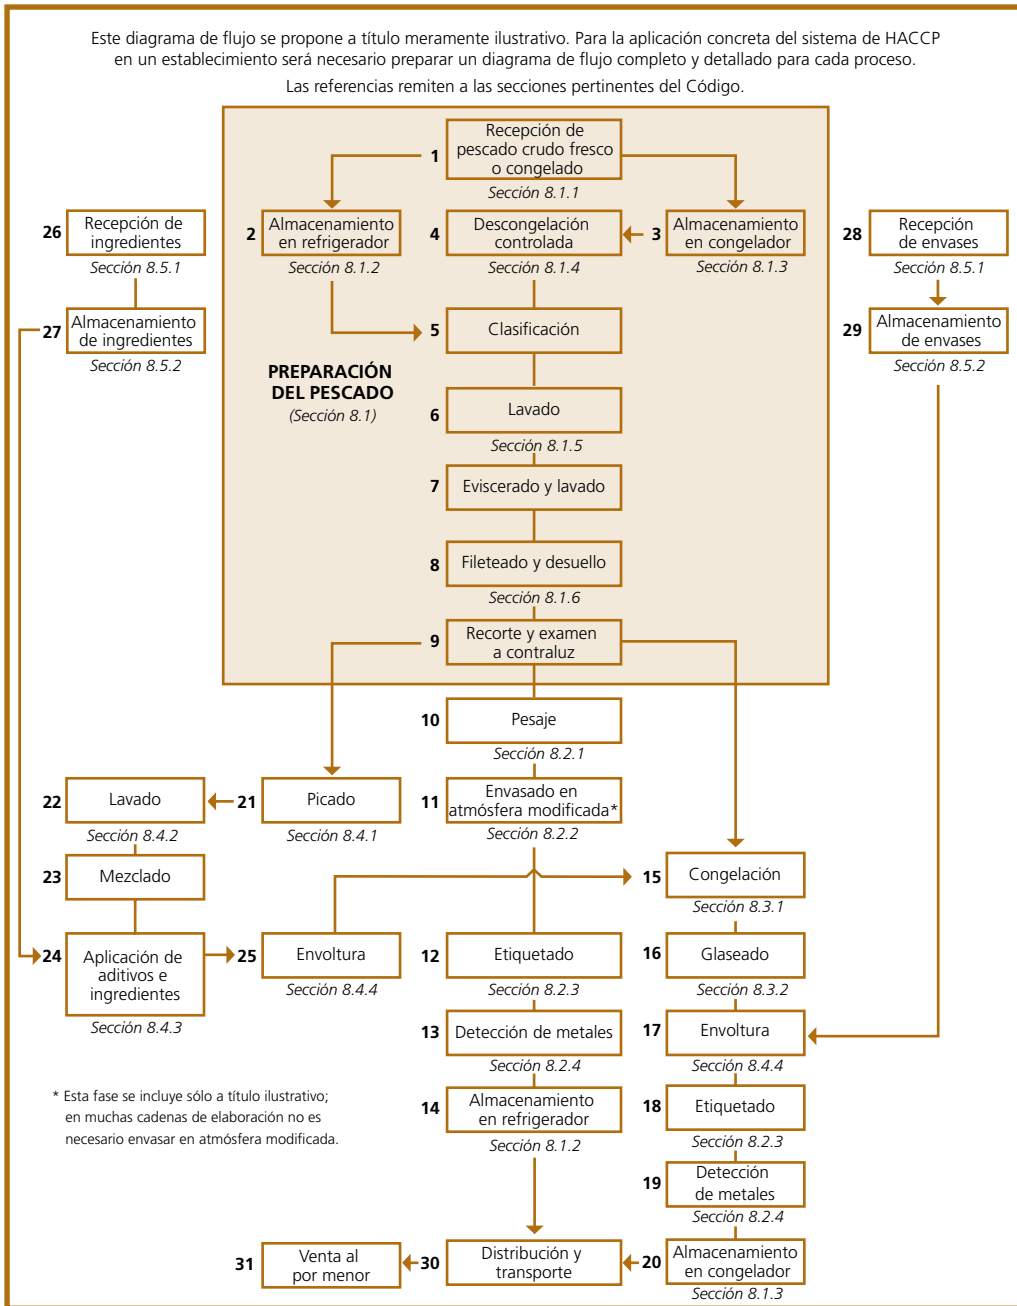 Este diagrama de flujo se propone a título meramente ilustrativo. Para la aplicación concreta del sistema de HACCP
en un establecimiento será necesario preparar un diagrama de flujo completo y detallado para cada proceso.
Las referencias remiten a las secciones pertinentes del Código.
1
Recepción de
pescado crudo fresco
o congelado
Sección 8.1.1
26
Recepción de
ingredientes
Sección 8.5.1
2
Almacenamiento
en refrigerador
Sección 8.1.2
4
Descongelación
controlada
Sección 8.1.4
3
Almacenamiento
en congelador
Sección 8.1.3
28
Recepción
de envases
Sección 8.5.1
27
Almacenamiento
de ingredientes
Sección 8.5.2
5
Clasificación
29
Almacenamiento
de envases
Sección 8.5.2
PREPARACIÓN
DEL PESCADO
(Sección 8.1)
6
Lavado
Sección 8.1.5
7
Eviscerado y lavado
8
Fileteado y desuello
Sección 8.1.6
9
Recorte y examen
a contraluz
10
Pesaje
Sección 8.2.1
22
Lavado
Sección 8.4.2
21
Picado
Sección 8.4.1
11
Envasado en
atmósfera modificada*
Sección 8.2.2
23
Mezclado
15
Congelación
Sección 8.3.1
24
Aplicación de
aditivos e
ingredientes
Sección 8.4.3
25
Envoltura
Sección 8.4.4
12
Etiquetado
Sección 8.2.3
16
Glaseado
Sección 8.3.2
13
Detección de metales
Sección 8.2.4
17
Envoltura
Sección 8.4.4
* Esta fase se incluye sólo a título ilustrativo;
en muchas cadenas de elaboración no es
necesario envasar en atmósfera modificada.
14
Almacenamiento
en refrigerador
Sección 8.1.2
18
Etiquetado
Sección 8.2.3
19
Detección
de metales
Sección 8.2.4
31
Venta al
por menor
30
Distribución y
transporte
20
Almacenamiento
en congelador
Sección 8.1.3